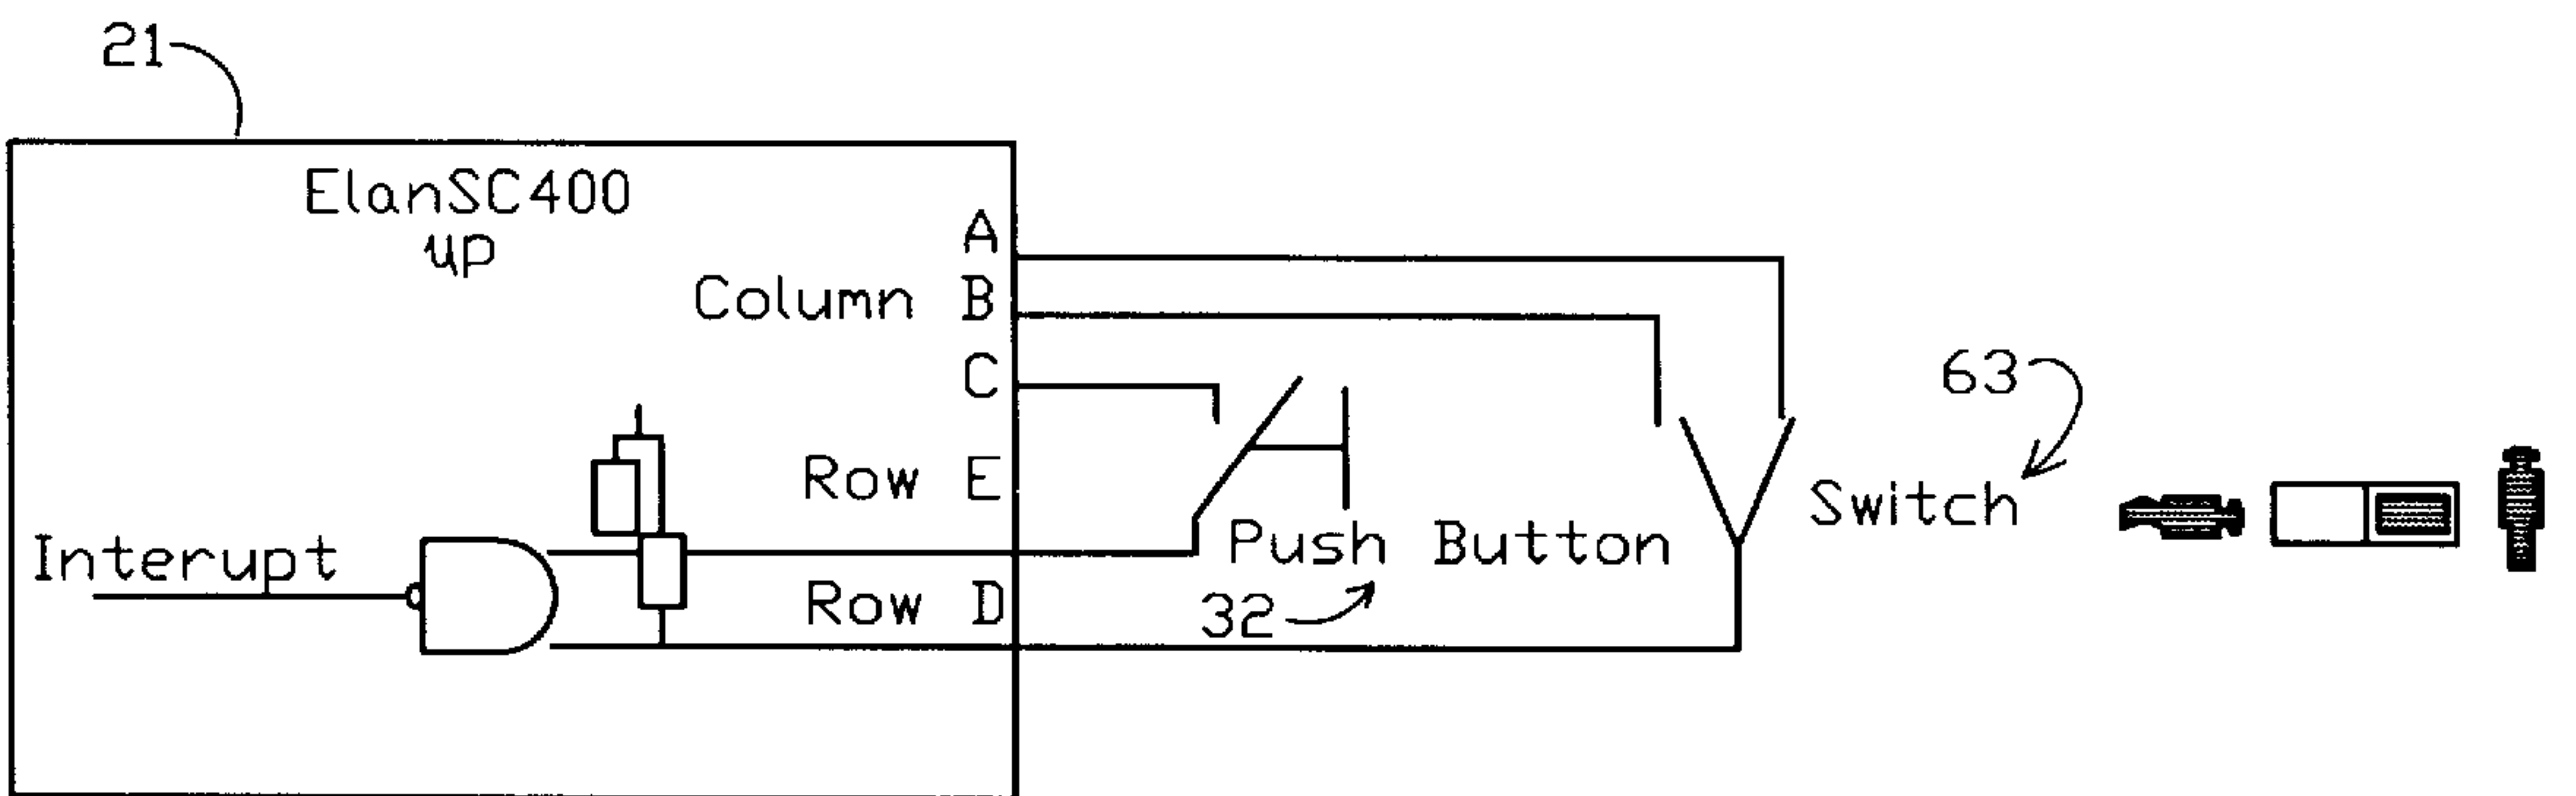 21
ElanSC400
up
A
Column B
C
63
Row E
Switch
Interupt
Push Button
Row D
32